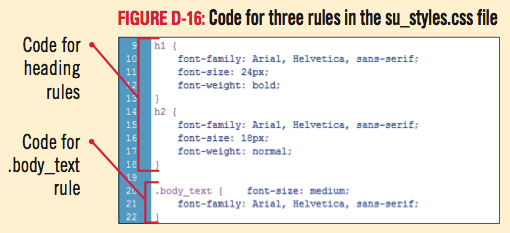 FIGURE D-16: Code for three rules in the su_styles.css file
Code for
heading
rules
Code for
.body_text
rule
9 h1 {
10 font-family: Arial, Helvetica, sans-serif;
11 font-size: 24px;
12 font-weight: bold;
13 }
14 h2 {
15 font-family: Arial, Helvetica, sans-serif;
16 font-size: 18px;
17 font-weight: normal;
18 }
19
20 .body_text { font-size: medium;
21 font-family: Arial, Helvetica, sans-serif;
22 }